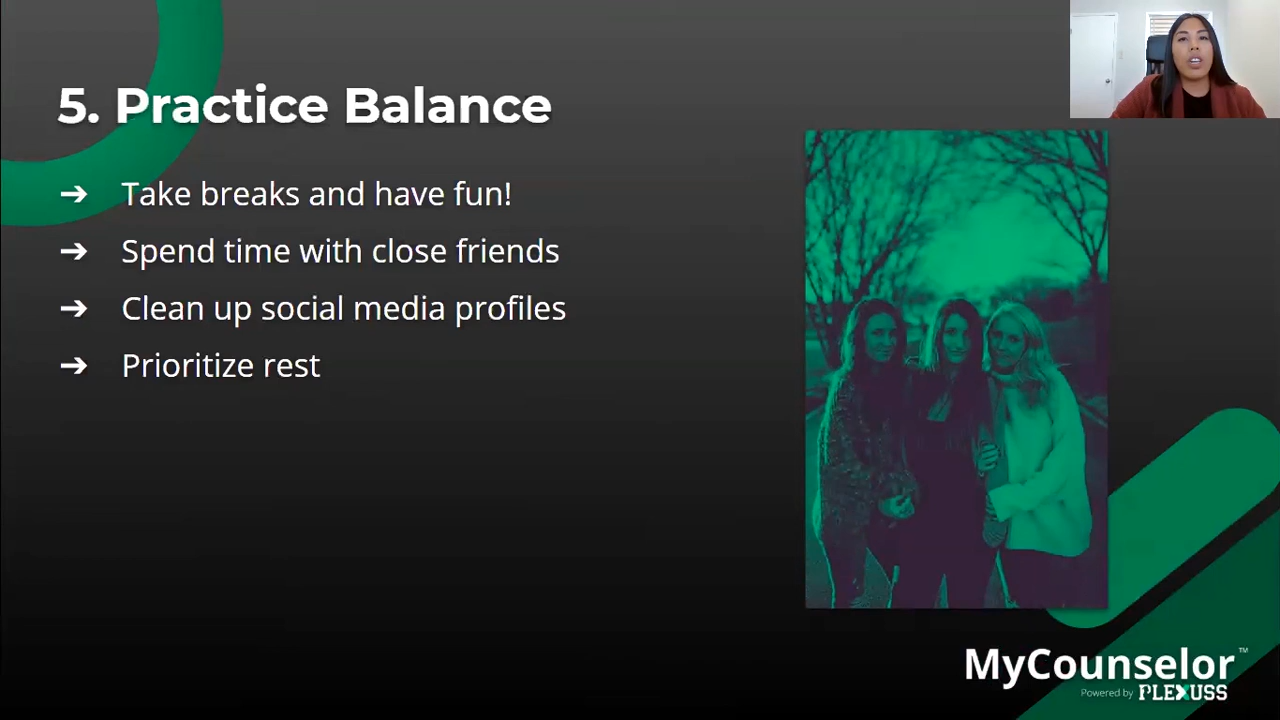 5. Practice Balance
➔ Take breaks and have fun!
➔ Spend time with close friends
➔ Clean up social media profiles
➔ Prioritize rest
MyCounselor™
Powered by PLEXUSS